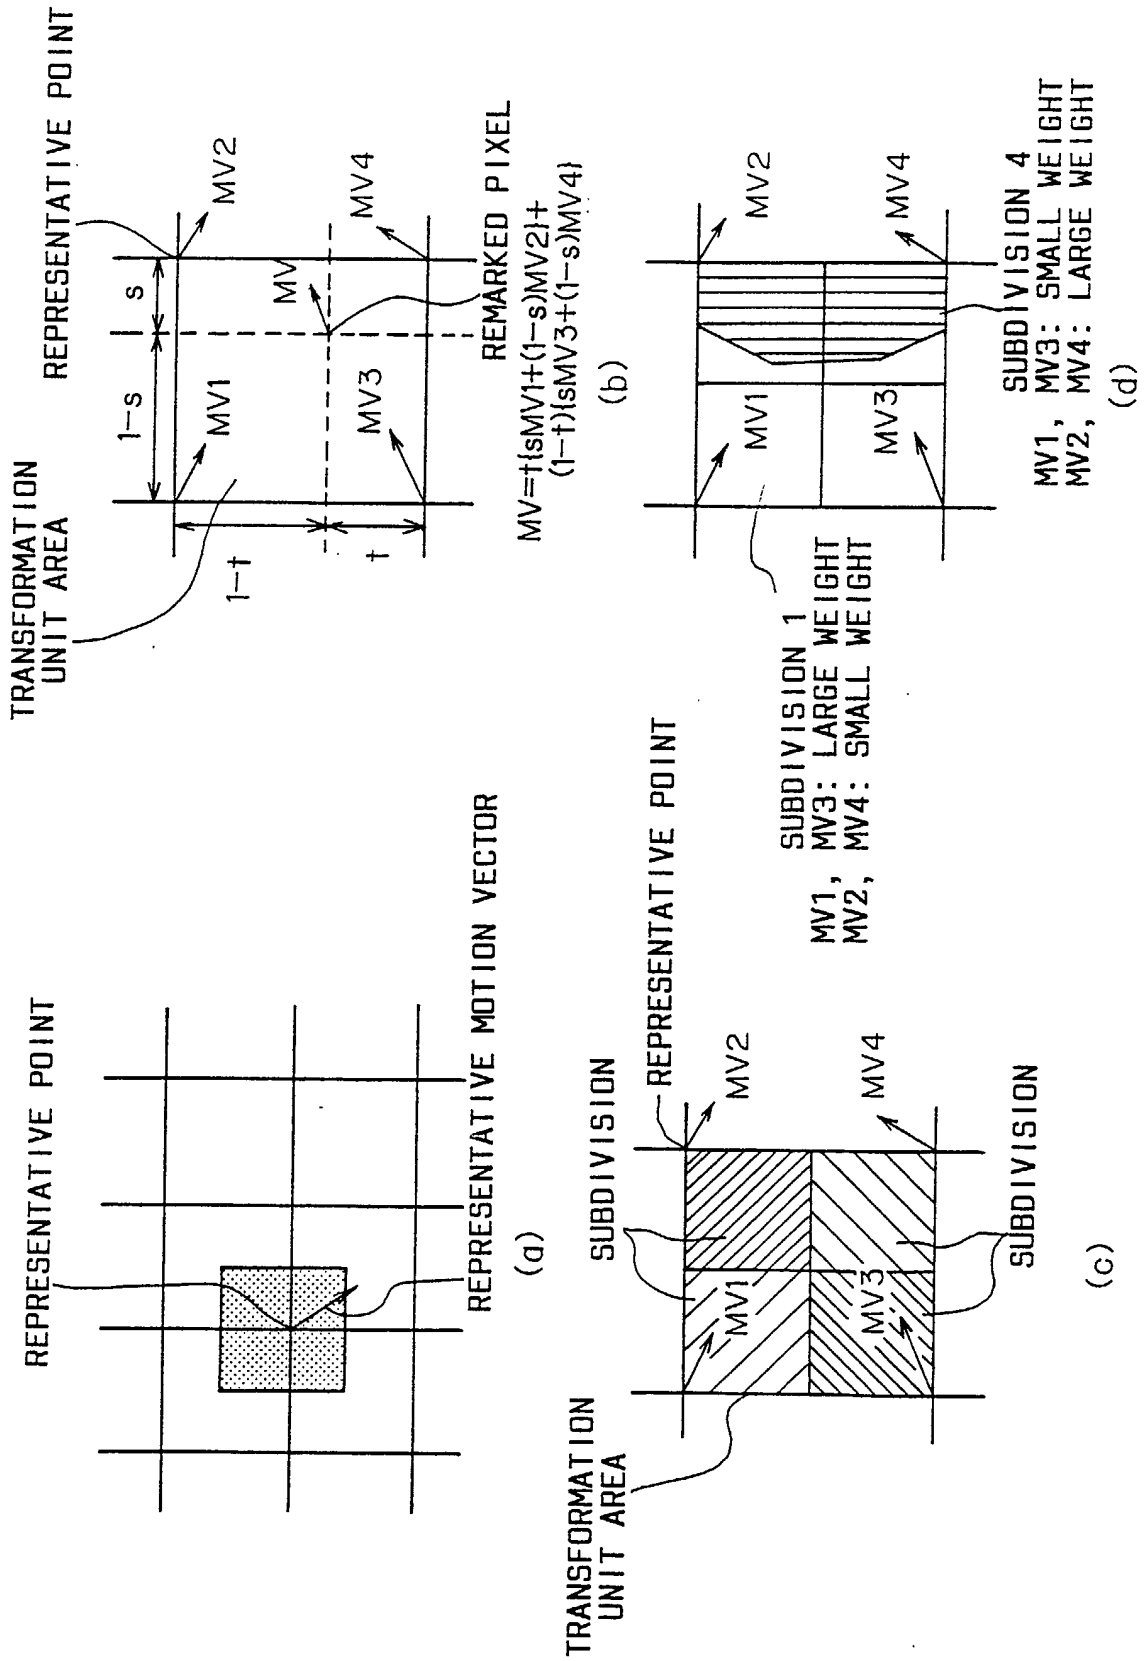 REPRESENTATIVE POINT
REPRESENTATIVE MOTION VECTOR
(a)
TRANSFORMATION
UNIT AREA
REPRESENTATIVE POINT
1-s
s
1-t
t
MV1
MV2
MV
MV3
MV4
REMARKED PIXEL
MV=t{sMV1+(1-s)MV2}+
(1-t){sMV3+(1-s)MV4}
(b)
TRANSFORMATION
UNIT AREA
SUBDIVISION
REPRESENTATIVE POINT
MV1
MV2
MV3
MV4
SUBDIVISION
(c)
MV1
MV2
MV3
MV4
SUBDIVISION 1
MV1, MV3: LARGE WEIGHT
MV2, MV4: SMALL WEIGHT
SUBDIVISION 4
MV1, MV3: SMALL WEIGHT
MV2, MV4: LARGE WEIGHT
(d)